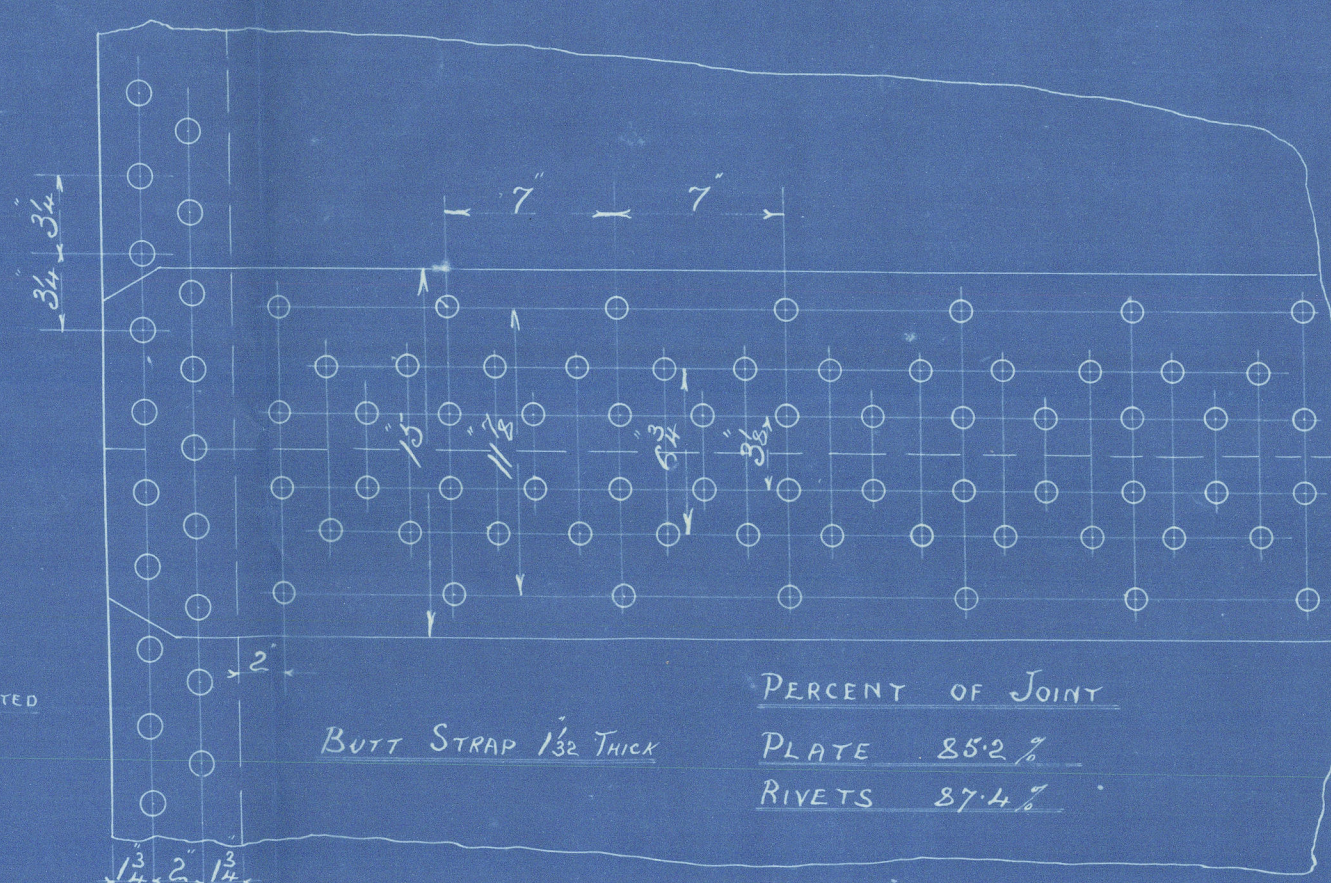 7" 7"
3¼"
3¼"
15"
11⅞"
6¾"
3⅛"
2"
TED
PERCENT OF JOINT
BUTT STRAP 1 1/32" THICK
PLATE 85·2 %
RIVETS 87·4 %
1¾" 2" 1¾"